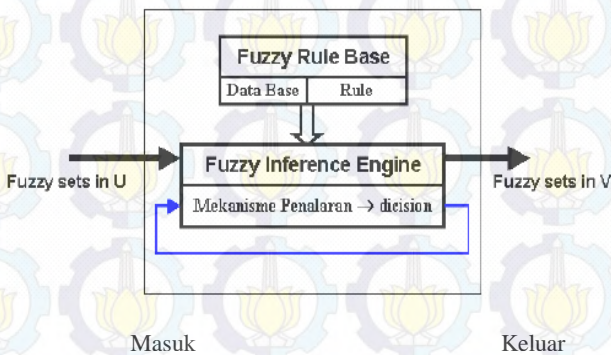 Fuzzy Rule Base
Data Base Rule
Fuzzy Inference Engine
Fuzzy sets in U
Fuzzy sets in V
Mekanisme Penalaran → dicision
Masuk Keluar